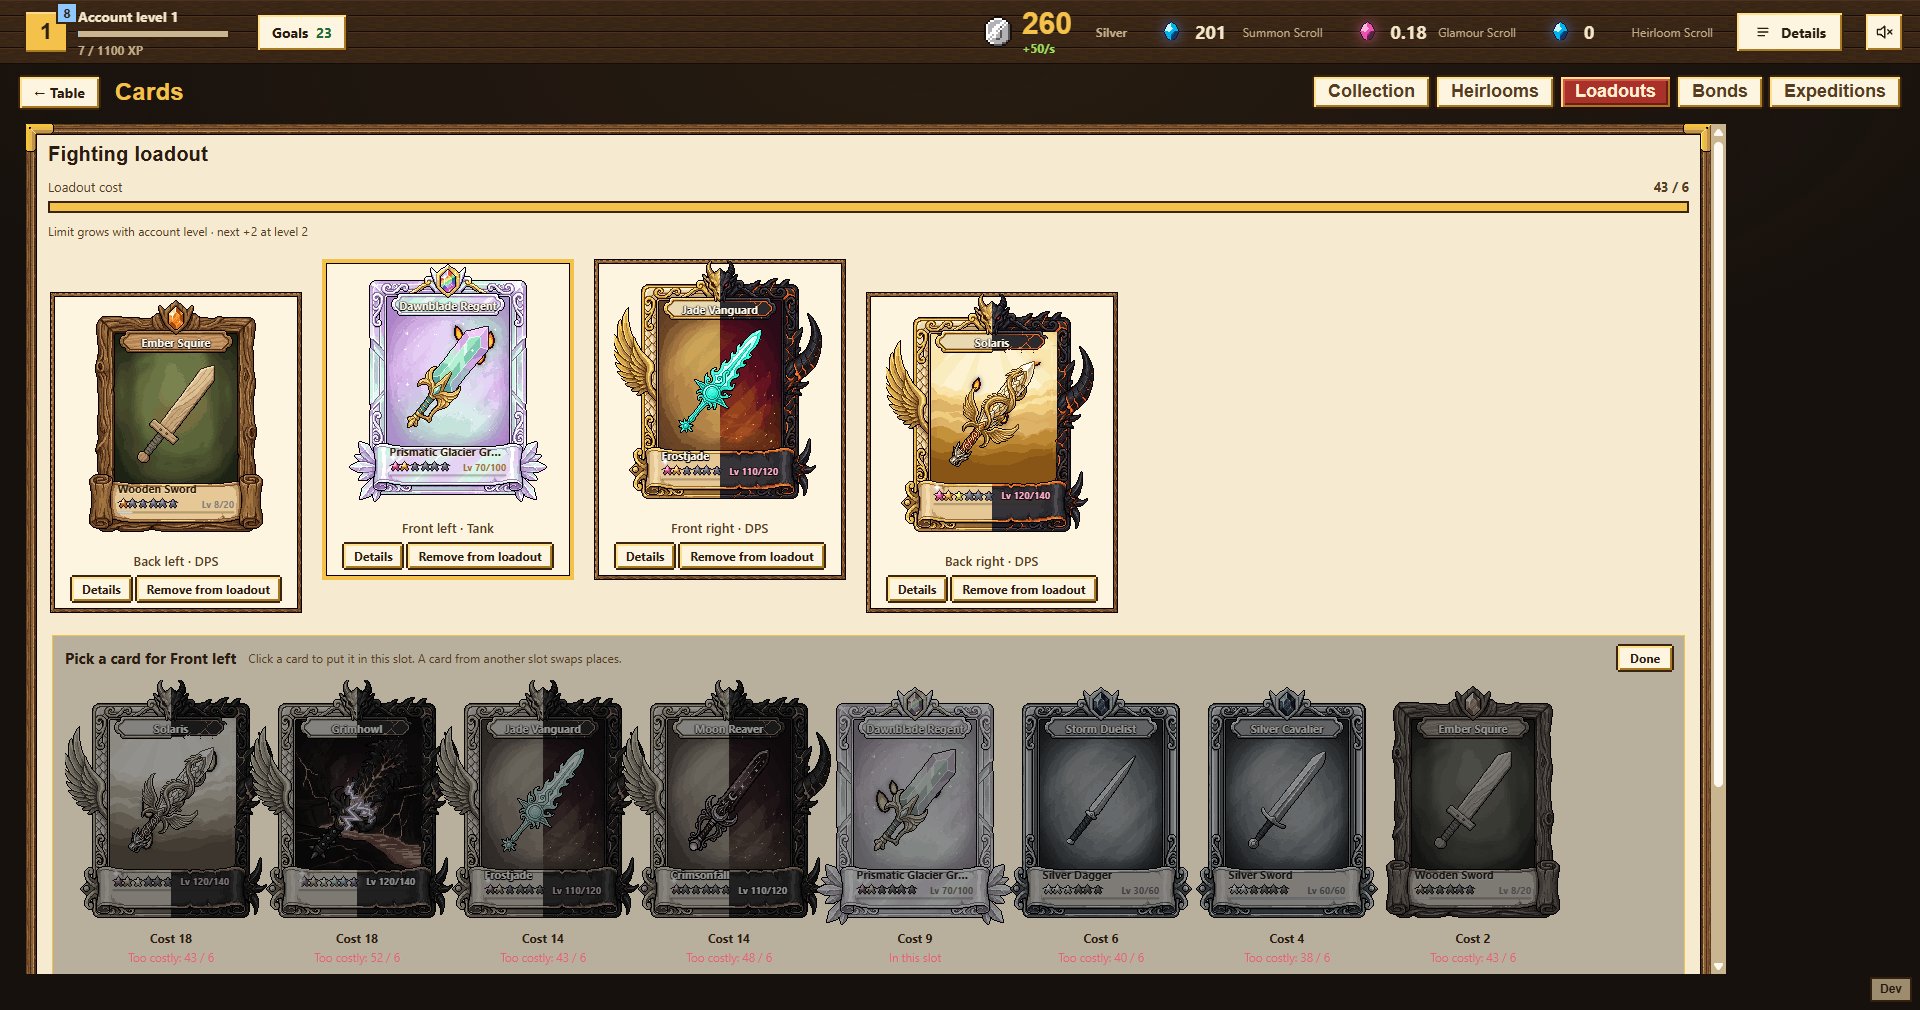 1
8
Account level 1
7 / 1100 XP
Goals 23
260
+50/s
Silver
201
Summon Scroll
0.18
Glamour Scroll
0
Heirloom Scroll
Details
← Table
Cards
Collection
Heirlooms
Loadouts
Bonds
Expeditions
Fighting loadout
Loadout cost
43 / 6
Limit grows with account level · next +2 at level 2
Ember Squire
Wooden Sword
Lv 8/20
Back left · DPS
Details
Remove from loadout
Dawnblade Regent
Prismatic Glacier Gr...
Lv 70/100
Front left · Tank
Details
Remove from loadout
Jade Vanguard
Frostjade
Lv 110/120
Front right · DPS
Details
Remove from loadout
Solaris
Lv 120/140
Back right · DPS
Details
Remove from loadout
Pick a card for Front left
Click a card to put it in this slot. A card from another slot swaps places.
Done
Solaris
Lv 120/140
Cost 18
Too costly: 43 / 6
Grimhowl
Lv 120/140
Cost 18
Too costly: 52 / 6
Jade Vanguard
Frostjade
Lv 110/120
Cost 14
Too costly: 43 / 6
Moon Reaver
Crimsonfall
Lv 110/120
Cost 14
Too costly: 48 / 6
Dawnblade Regent
Prismatic Glacier Gr...
Lv 70/100
Cost 9
In this slot
Storm Duelist
Silver Dagger
Lv 30/60
Cost 6
Too costly: 40 / 6
Silver Cavalier
Silver Sword
Lv 60/60
Cost 4
Too costly: 38 / 6
Ember Squire
Wooden Sword
Lv 8/20
Cost 2
Too costly: 43 / 6
Dev